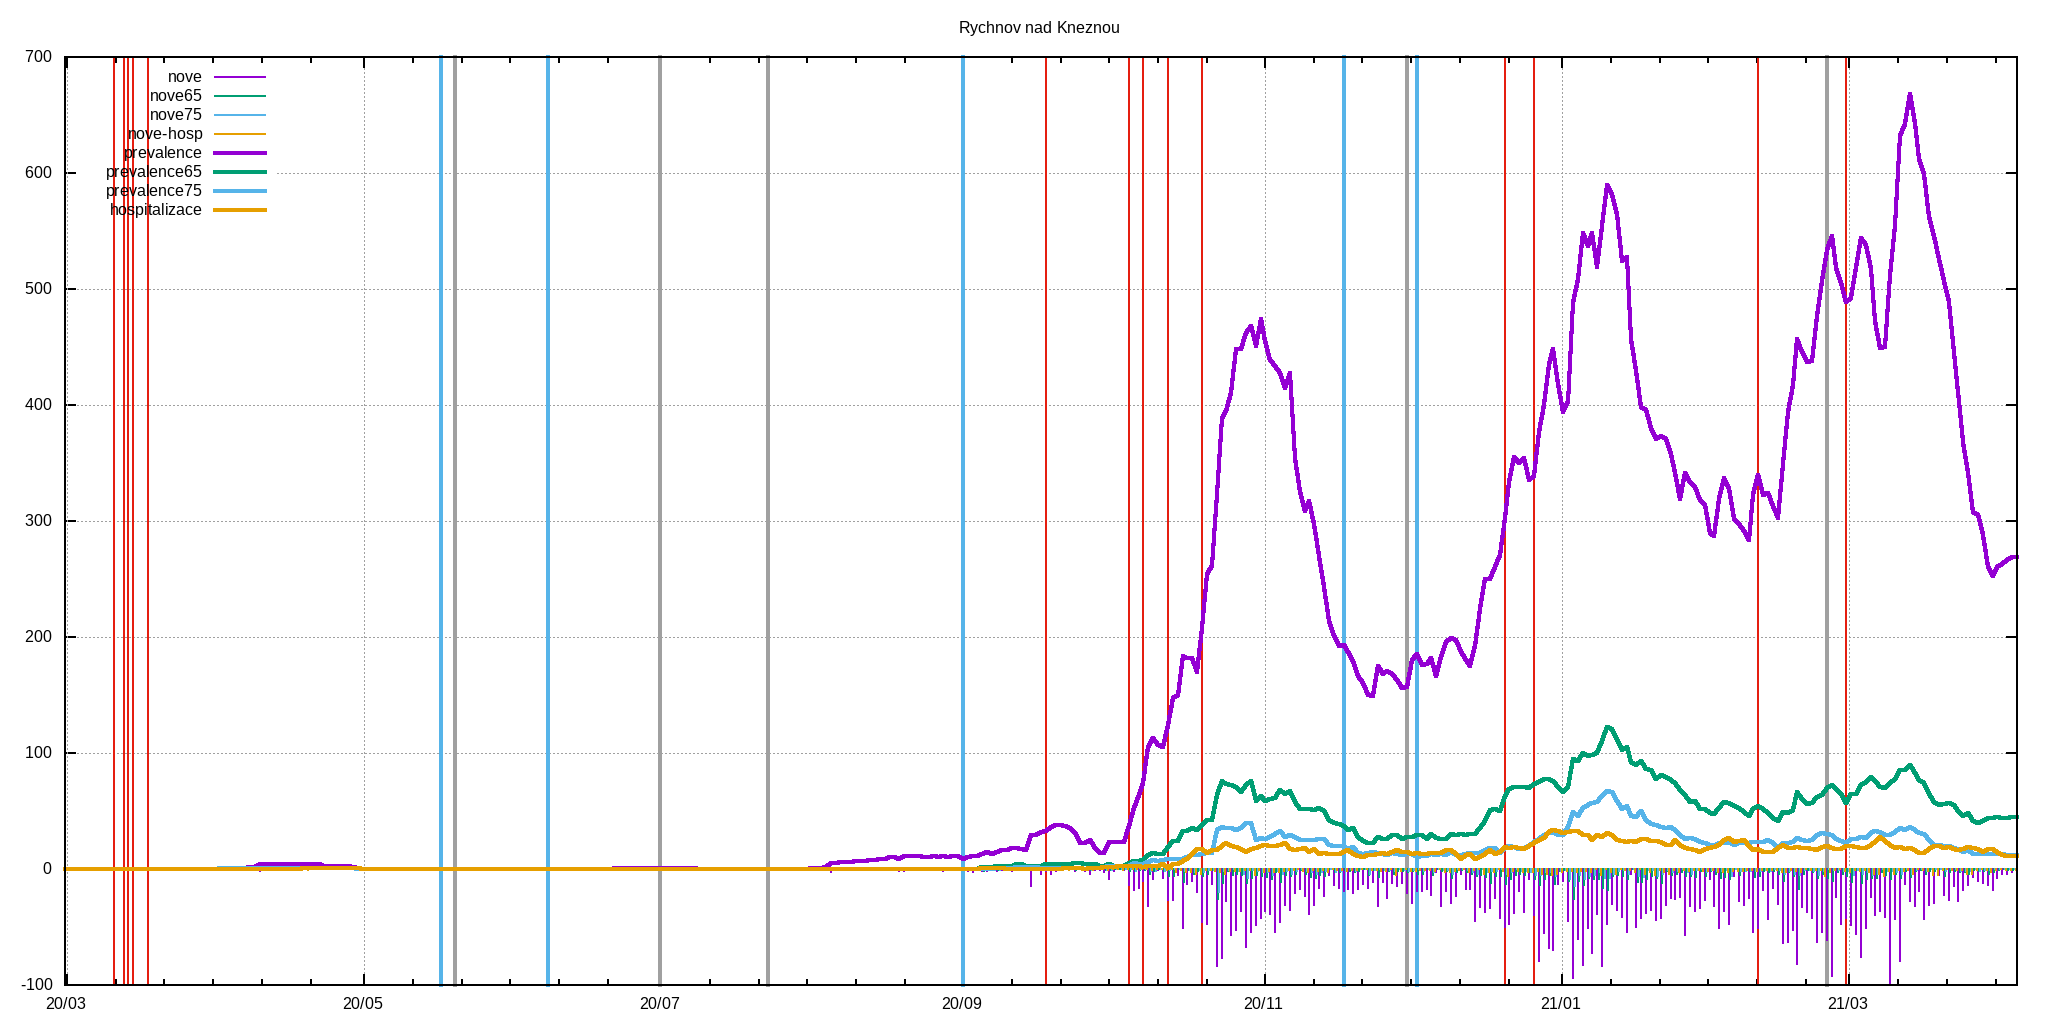 Rychnov nad Kneznou
700
600
500
400
300
200
100
0
-100
nove
nove65
nove75
nove-hosp
prevalence
prevalence65
prevalence75
hospitalizace
20/03 20/05 20/07 20/09 20/11 21/01 21/03